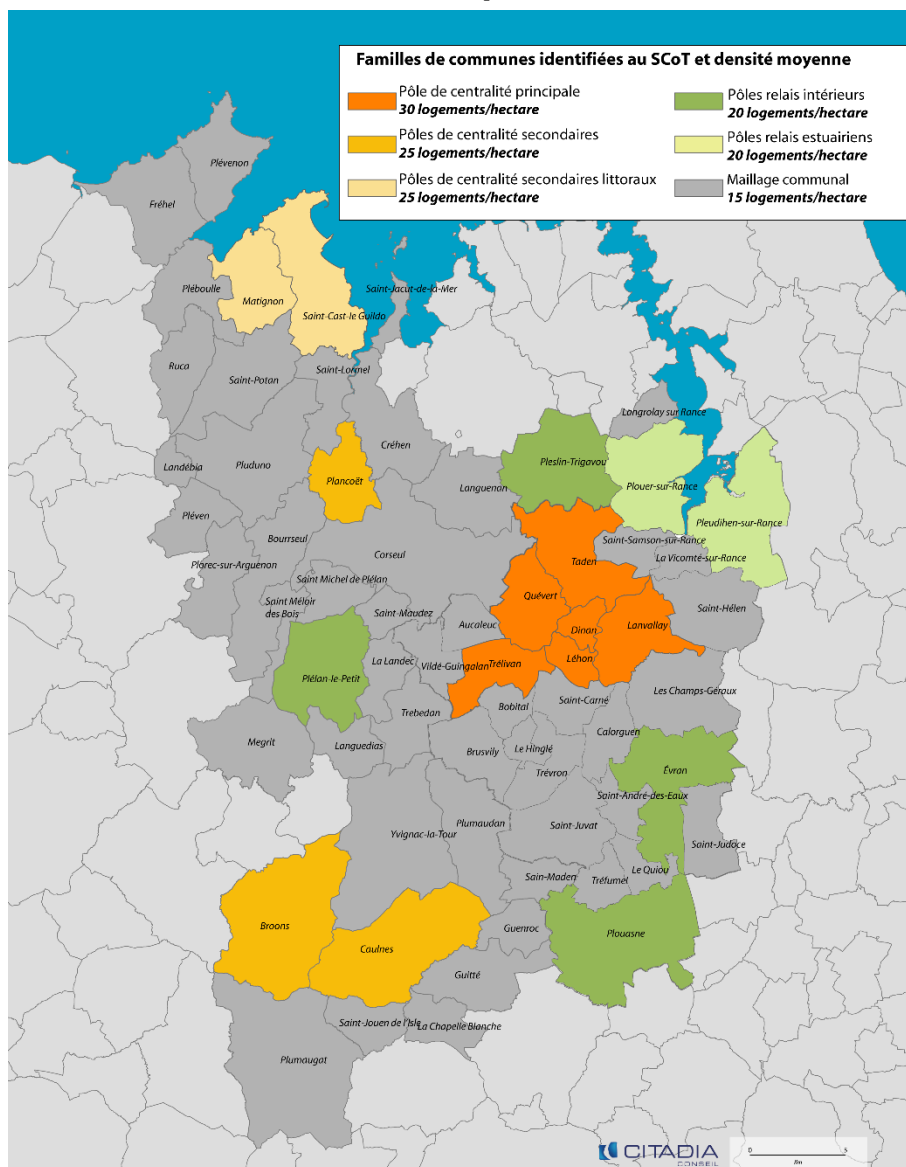 Familles de communes identifiées au SCoT et densité moyenne
Pôle de centralité principale
30 logements/hectare
Pôles de centralité secondaires
25 logements/hectare
Pôles de centralité secondaires littoraux
25 logements/hectare
Pôles relais intérieurs
20 logements/hectare
Pôles relais estuairiens
20 logements/hectare
Maillage communal
15 logements/hectare
Plévenon
Fréhel
Pléboulle
Matignon
Saint-Jacut-de-la-Mer
Saint-Cast-le Guildo
Ruca
Saint-Potan
Saint-Lormel
Longrolay sur Rance
Créhen
Landébia
Pluduno
Plancoët
Languenan
Pleslin-Trigavou
Plouer-sur-Rance
Pléven
Pleudihen-sur-Rance
Bourrseul
Corseul
Saint-Samson-sur-Rance
La Vicomté-sur-Rance
Plorec-sur-Arguenon
Taden
Saint Michel de Plélan
Saint Méloir
des Bois
Saint-Maudez
Quévert
Saint-Hélen
Aucaleuc
Dinan
Lanvallay
La Landec
Vildé-Guingalan
Trélivan
Léhon
Plélan-le-Petit
Les Champs-Géraux
Trebedan
Bobital
Saint-Carné
Calorguen
Megrit
Languedias
Brusvily
Le Hinglé
Trévron
Évran
Saint-André-des-Eaux
Yvignac-la-Tour
Plumaudan
Saint-Juvat
Saint-Judoce
Sain-Maden
Tréfumel
Le Quiou
Broons
Caulnes
Guenroc
Plouasne
Guitté
Saint-Jouen de l'Isle
La Chapelle Blanche
Plumaugat
CITADIA
CONSEIL
0 5